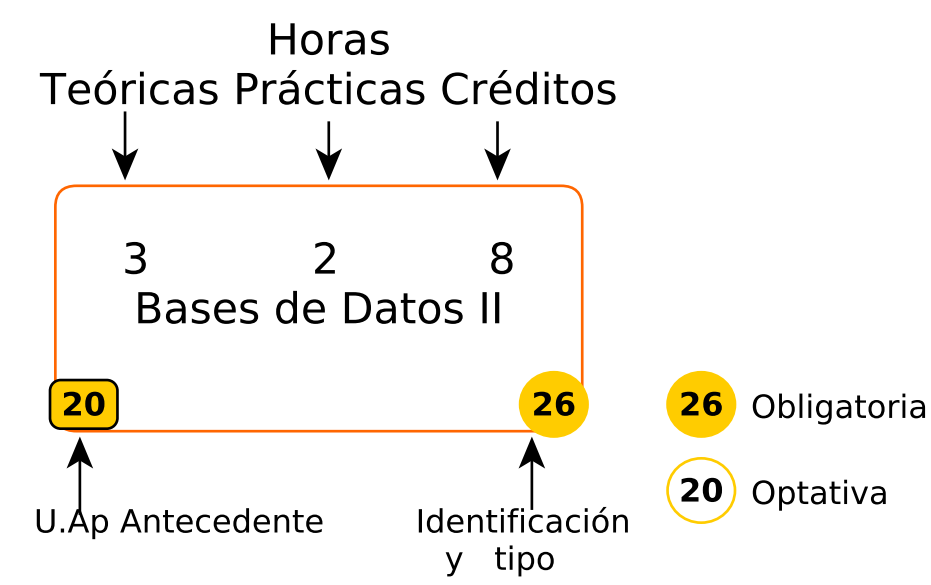 Horas
Teóricas Prácticas Créditos
3 2 8
Bases de Datos II
20 26
26 Obligatoria
20 Optativa
U.Ap Antecedente
Identificación
y tipo